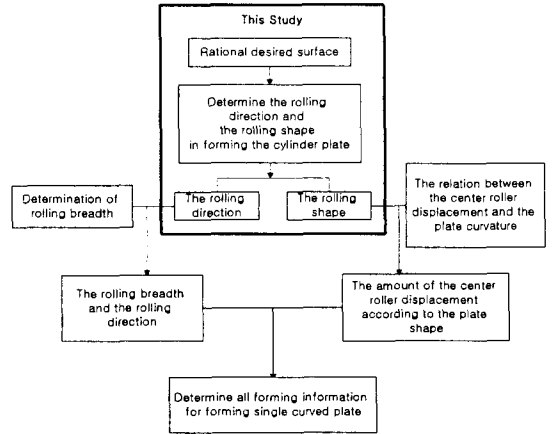 This Study
Rational desired surface
Determine the rolling
direction and
the rolling shape
in forming the cylinder plate
Determination of
rolling breadth
The rolling
direction
The rolling
shape
The relation between
the center roller
displacement and the
plate curvature
The rolling breadth
and the rolling
direction
The amount of the center
roller displacement
according to the plate
shape
Determine all forming information
for forming single curved plate